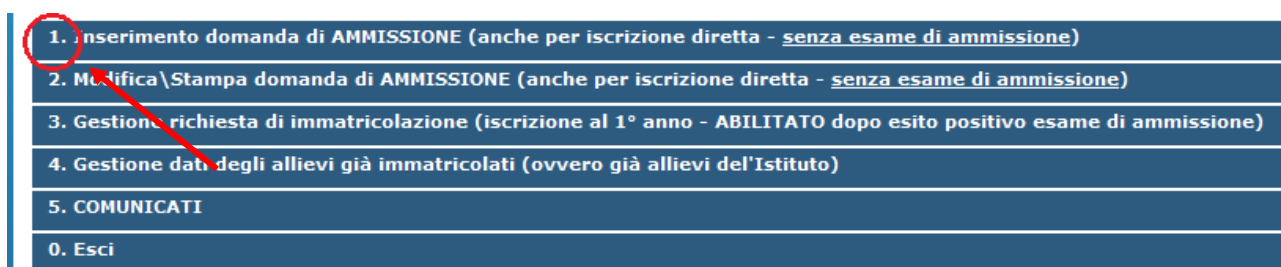 1. Inserimento domanda di AMMISSIONE (anche per iscrizione diretta - senza esame di ammissione)
2. Modifica\Stampa domanda di AMMISSIONE (anche per iscrizione diretta - senza esame di ammissione)
3. Gestione richiesta di immatricolazione (iscrizione al 1° anno - ABILITATO dopo esito positivo esame di ammissione)
4. Gestione dati degli allievi già immatricolati (ovvero già allievi del'Istituto)
5. COMUNICATI
0. Esci